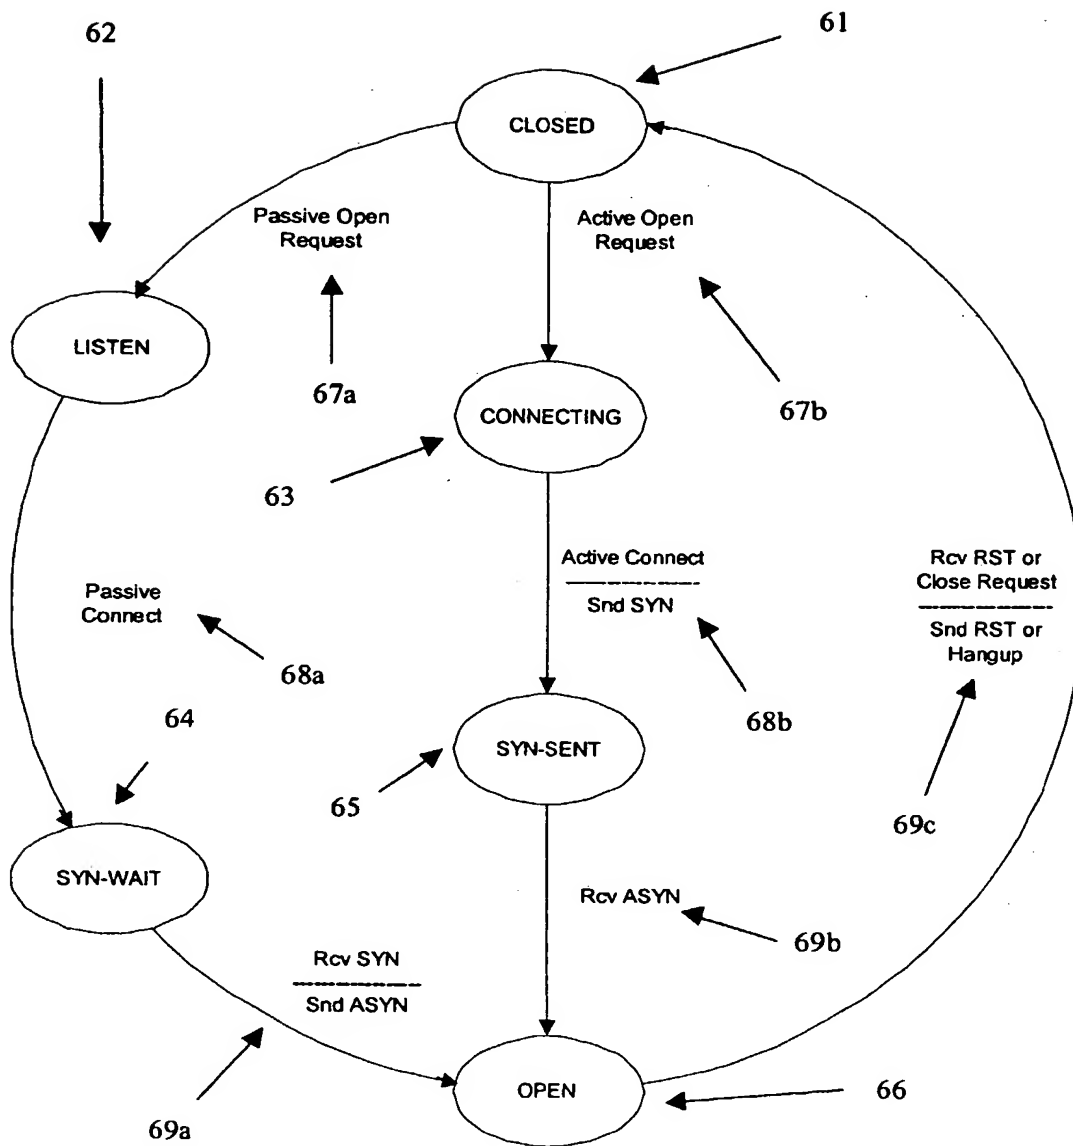 62
61
CLOSED
Passive Open
Request
Active Open
Request
LISTEN
67a
67b
CONNECTING
63
Active Connect
Snd SYN
Rcv RST or
Close Request
Snd RST or
Hangup
Passive
Connect
68a
68b
64
SYN-SENT
65
69c
SYN-WAIT
Rcv ASYN
69b
Rcv SYN
Snd ASYN
OPEN
66
69a